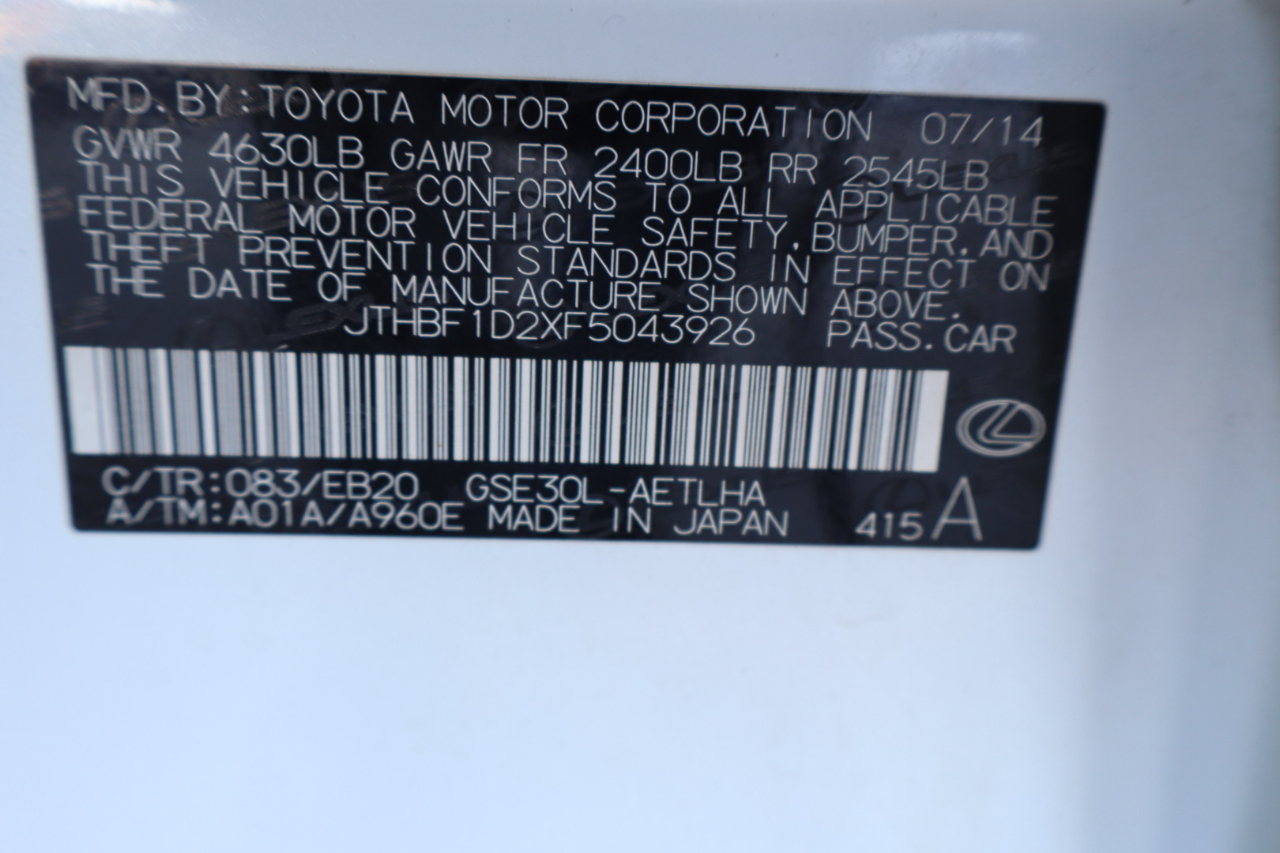 MFD. BY: TOYOTA MOTOR CORPORATION 07/14
GVWR 4630LB GAWR FR 2400LB RR 2545LB
THIS VEHICLE CONFORMS TO ALL APPLICABLE
FEDERAL MOTOR VEHICLE SAFETY, BUMPER, AND
THEFT PREVENTION STANDARDS IN EFFECT ON
THE DATE OF MANUFACTURE SHOWN ABOVE.
JTHBF1D2XF5043926 PASS. CAR
C/TR: 083/EB20 GSE30L-AETLHA
A/TM: A01A/A960E MADE IN JAPAN 415 A